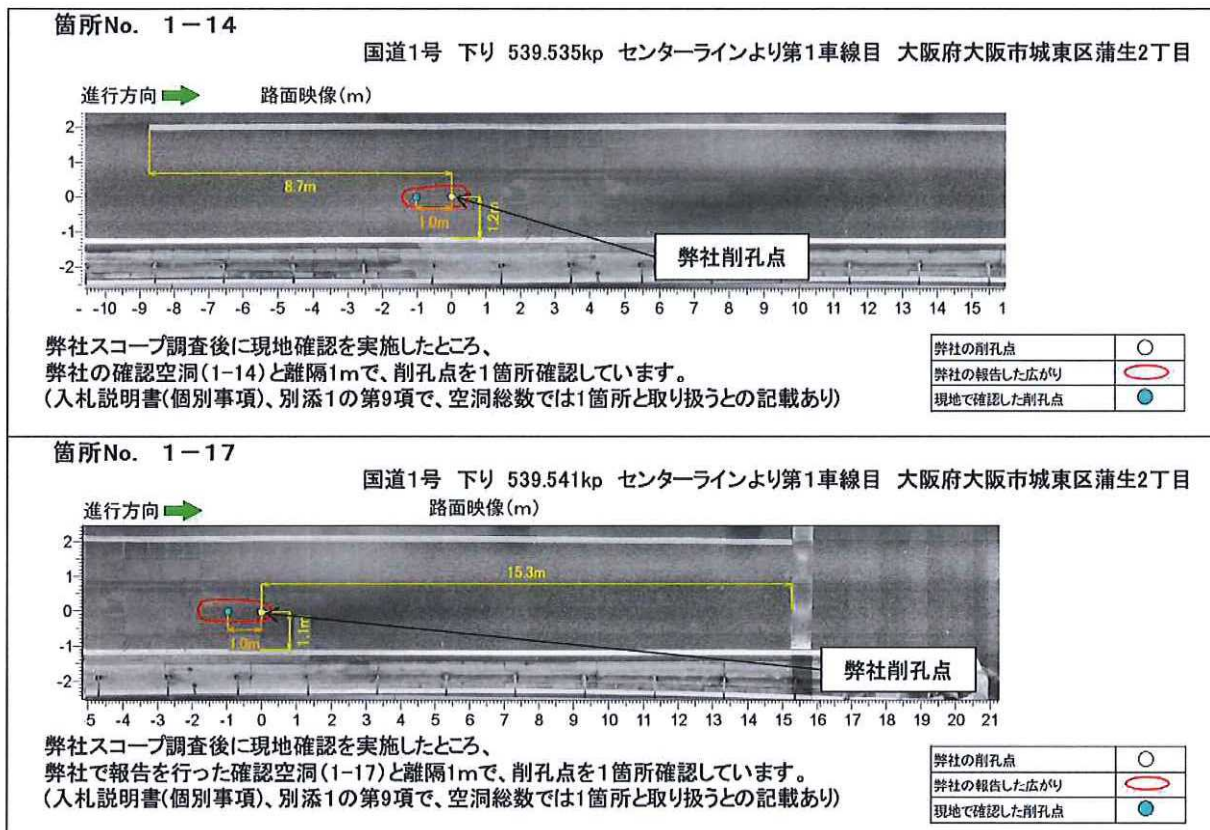 箇所No. 1-14
国道1号 下り 539.535kp センターラインより第1車線目 大阪府大阪市城東区蒲生2丁目
進行方向 路面映像(m)
2
1
0
-1
-2
8.7m
1.0m
1.2m
弊社削孔点
- -10 -9 -8 -7 -6 -5 -4 -3 -2 -1 0 1 2 3 4 5 6 7 8 9 10 11 12 13 14 15 1
弊社スコープ調査後に現地確認を実施したところ、
弊社の確認空洞(1-14)と離隔1mで、削孔点を1箇所確認しています。
(入札説明書(個別事項)、別添1の第9項で、空洞総数では1箇所と取り扱うとの記載あり)
弊社の削孔点
弊社の報告した広がり
現地で確認した削孔点
箇所No. 1-17
国道1号 下り 539.541kp センターラインより第1車線目 大阪府大阪市城東区蒲生2丁目
進行方向 路面映像(m)
2
1
0
-1
-2
15.3m
1.0m
1.1m
弊社削孔点
-5 -4 -3 -2 -1 0 1 2 3 4 5 6 7 8 9 10 11 12 13 14 15 16 17 18 19 20 21
弊社スコープ調査後に現地確認を実施したところ、
弊社で報告を行った確認空洞(1-17)と離隔1mで、削孔点を1箇所確認しています。
(入札説明書(個別事項)、別添1の第9項で、空洞総数では1箇所と取り扱うとの記載あり)
弊社の削孔点
弊社の報告した広がり
現地で確認した削孔点